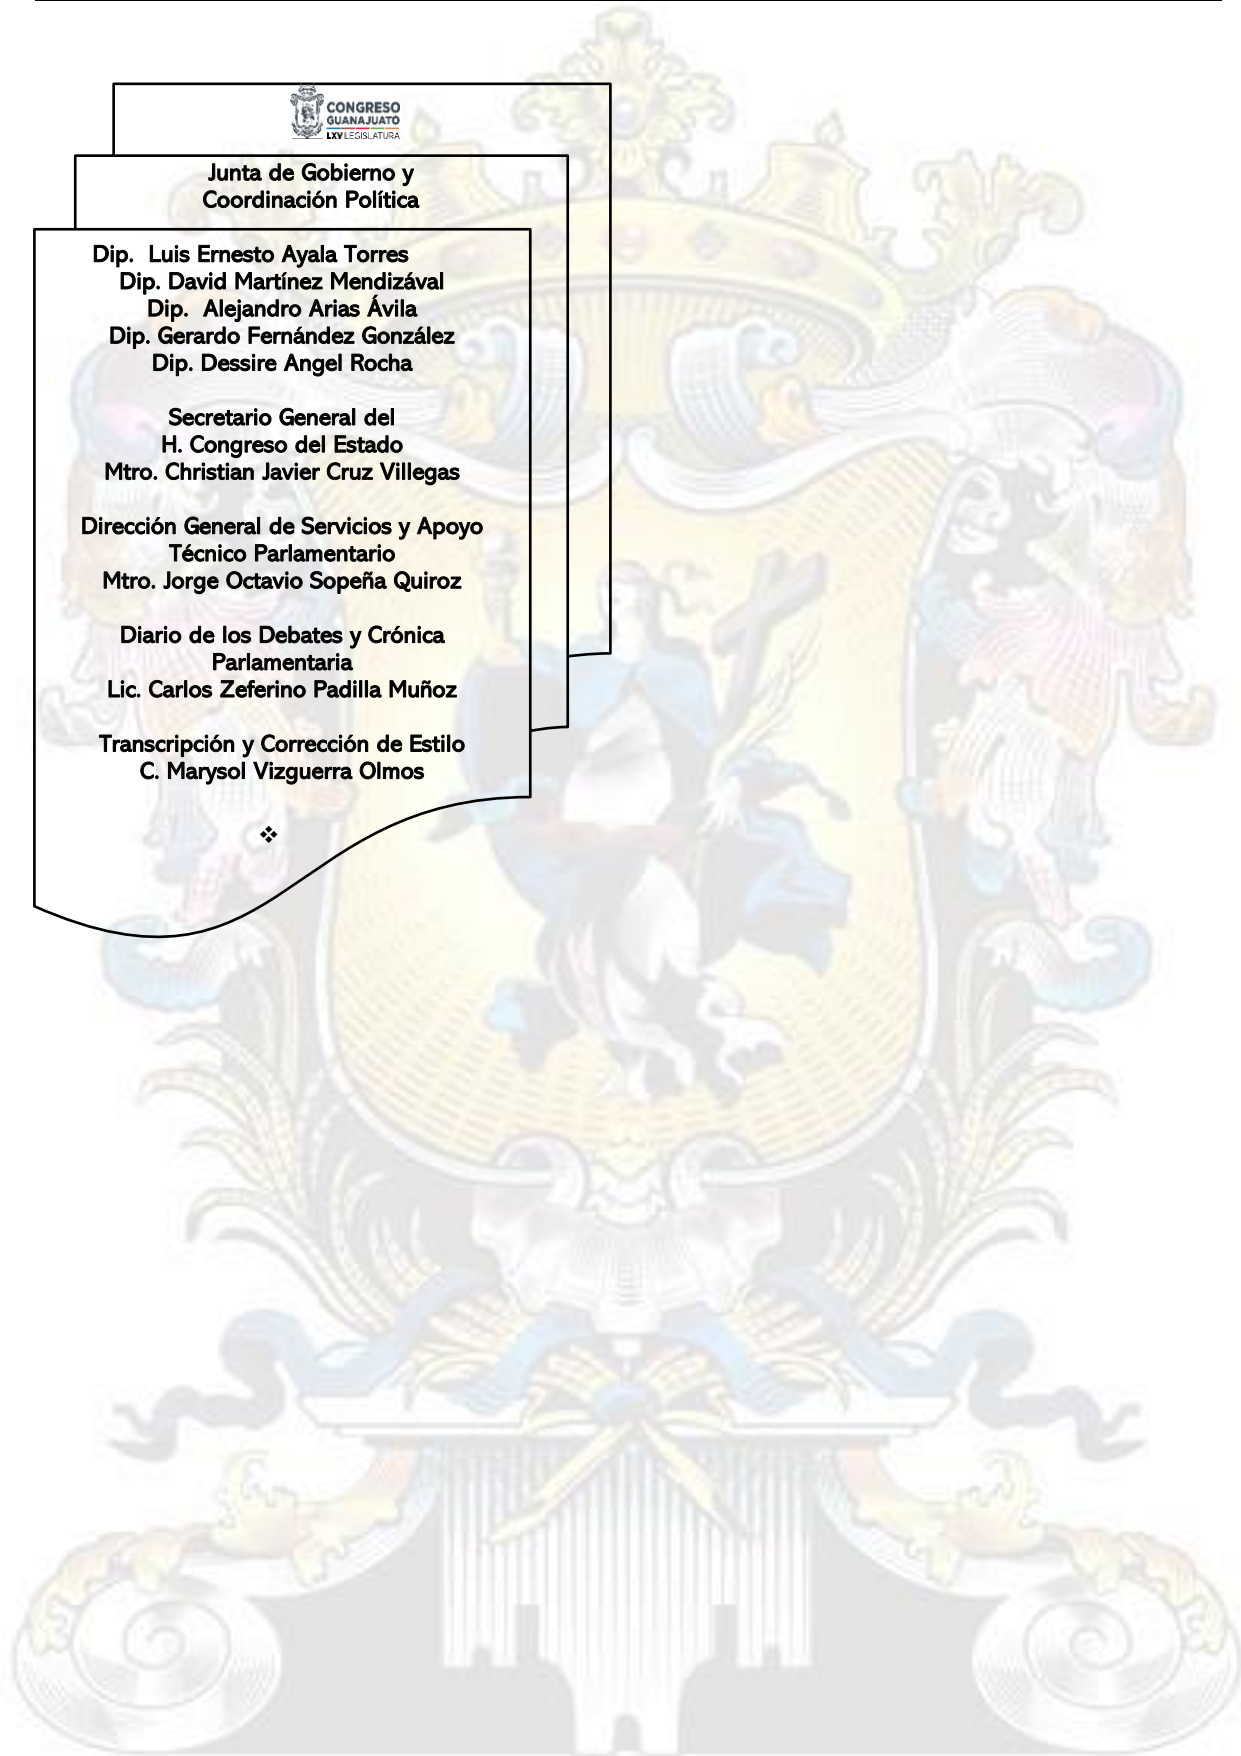 CONGRESO
GUANAJUATO
LXV LEGISLATURA
Junta de Gobierno y
Coordinación Política
Dip. Luis Ernesto Ayala Torres
Dip. David Martínez Mendizával
Dip. Alejandro Arias Ávila
Dip. Gerardo Fernández González
Dip. Dessire Angel Rocha
Secretario General del
H. Congreso del Estado
Mtro. Christian Javier Cruz Villegas
Dirección General de Servicios y Apoyo
Técnico Parlamentario
Mtro. Jorge Octavio Sopeña Quiroz
Diario de los Debates y Crónica
Parlamentaria
Lic. Carlos Zeferino Padilla Muñoz
Transcripción y Corrección de Estilo
C. Marysol Vizguerra Olmos